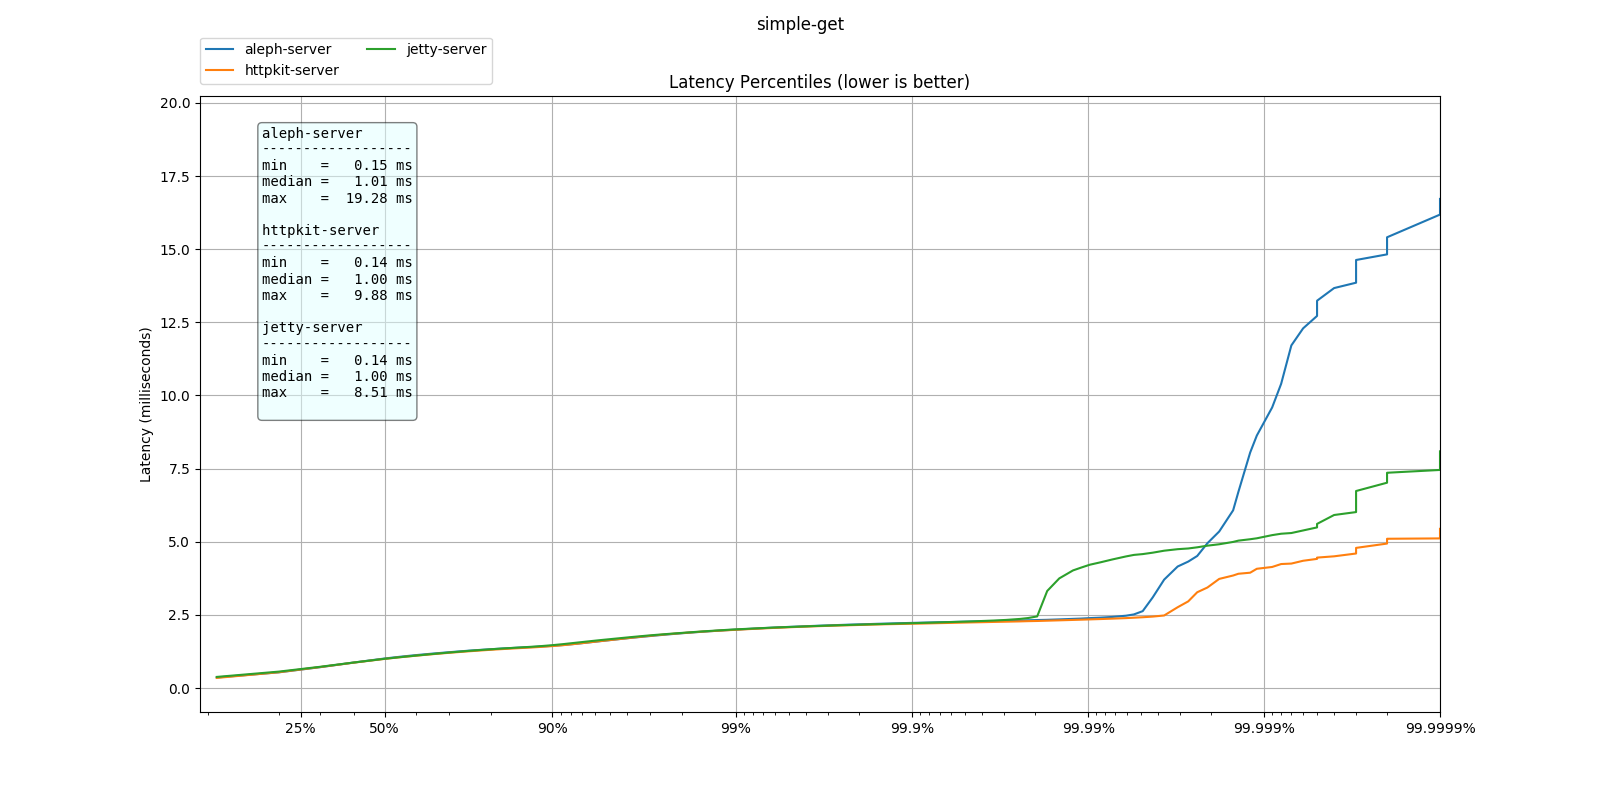 simple-get
aleph-server
httpkit-server
jetty-server
Latency Percentiles (lower is better)
20.0
17.5
15.0
12.5
10.0
7.5
5.0
2.5
0.0
Latency (milliseconds)
aleph-server
------------------
min    =   0.15 ms
median =   1.01 ms
max    =  19.28 ms
httpkit-server
------------------
min    =   0.14 ms
median =   1.00 ms
max    =   9.88 ms
jetty-server
------------------
min    =   0.14 ms
median =   1.00 ms
max    =   8.51 ms
25% 50% 90% 99% 99.9% 99.99% 99.999% 99.9999%